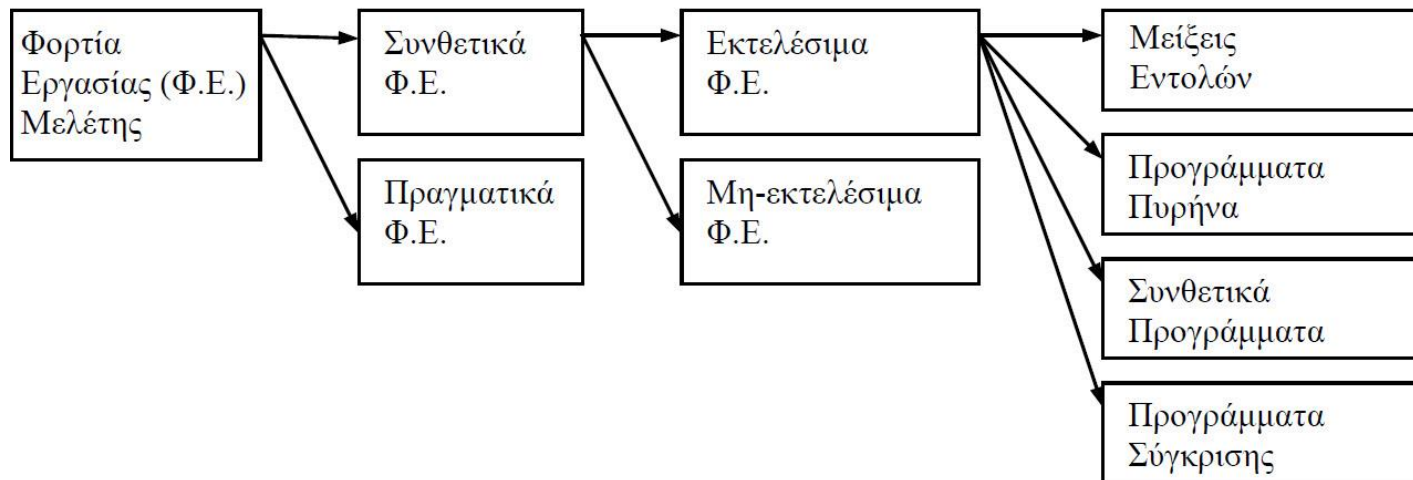 Φορτία
Εργασίας (Φ.Ε.)
Μελέτης
Συνθετικά
Φ.Ε.
Πραγματικά
Φ.Ε.
Εκτελέσιμα
Φ.Ε.
Μη-εκτελέσιμα
Φ.Ε.
Μείξεις
Εντολών
Προγράμματα
Πυρήνα
Συνθετικά
Προγράμματα
Προγράμματα
Σύγκρισης